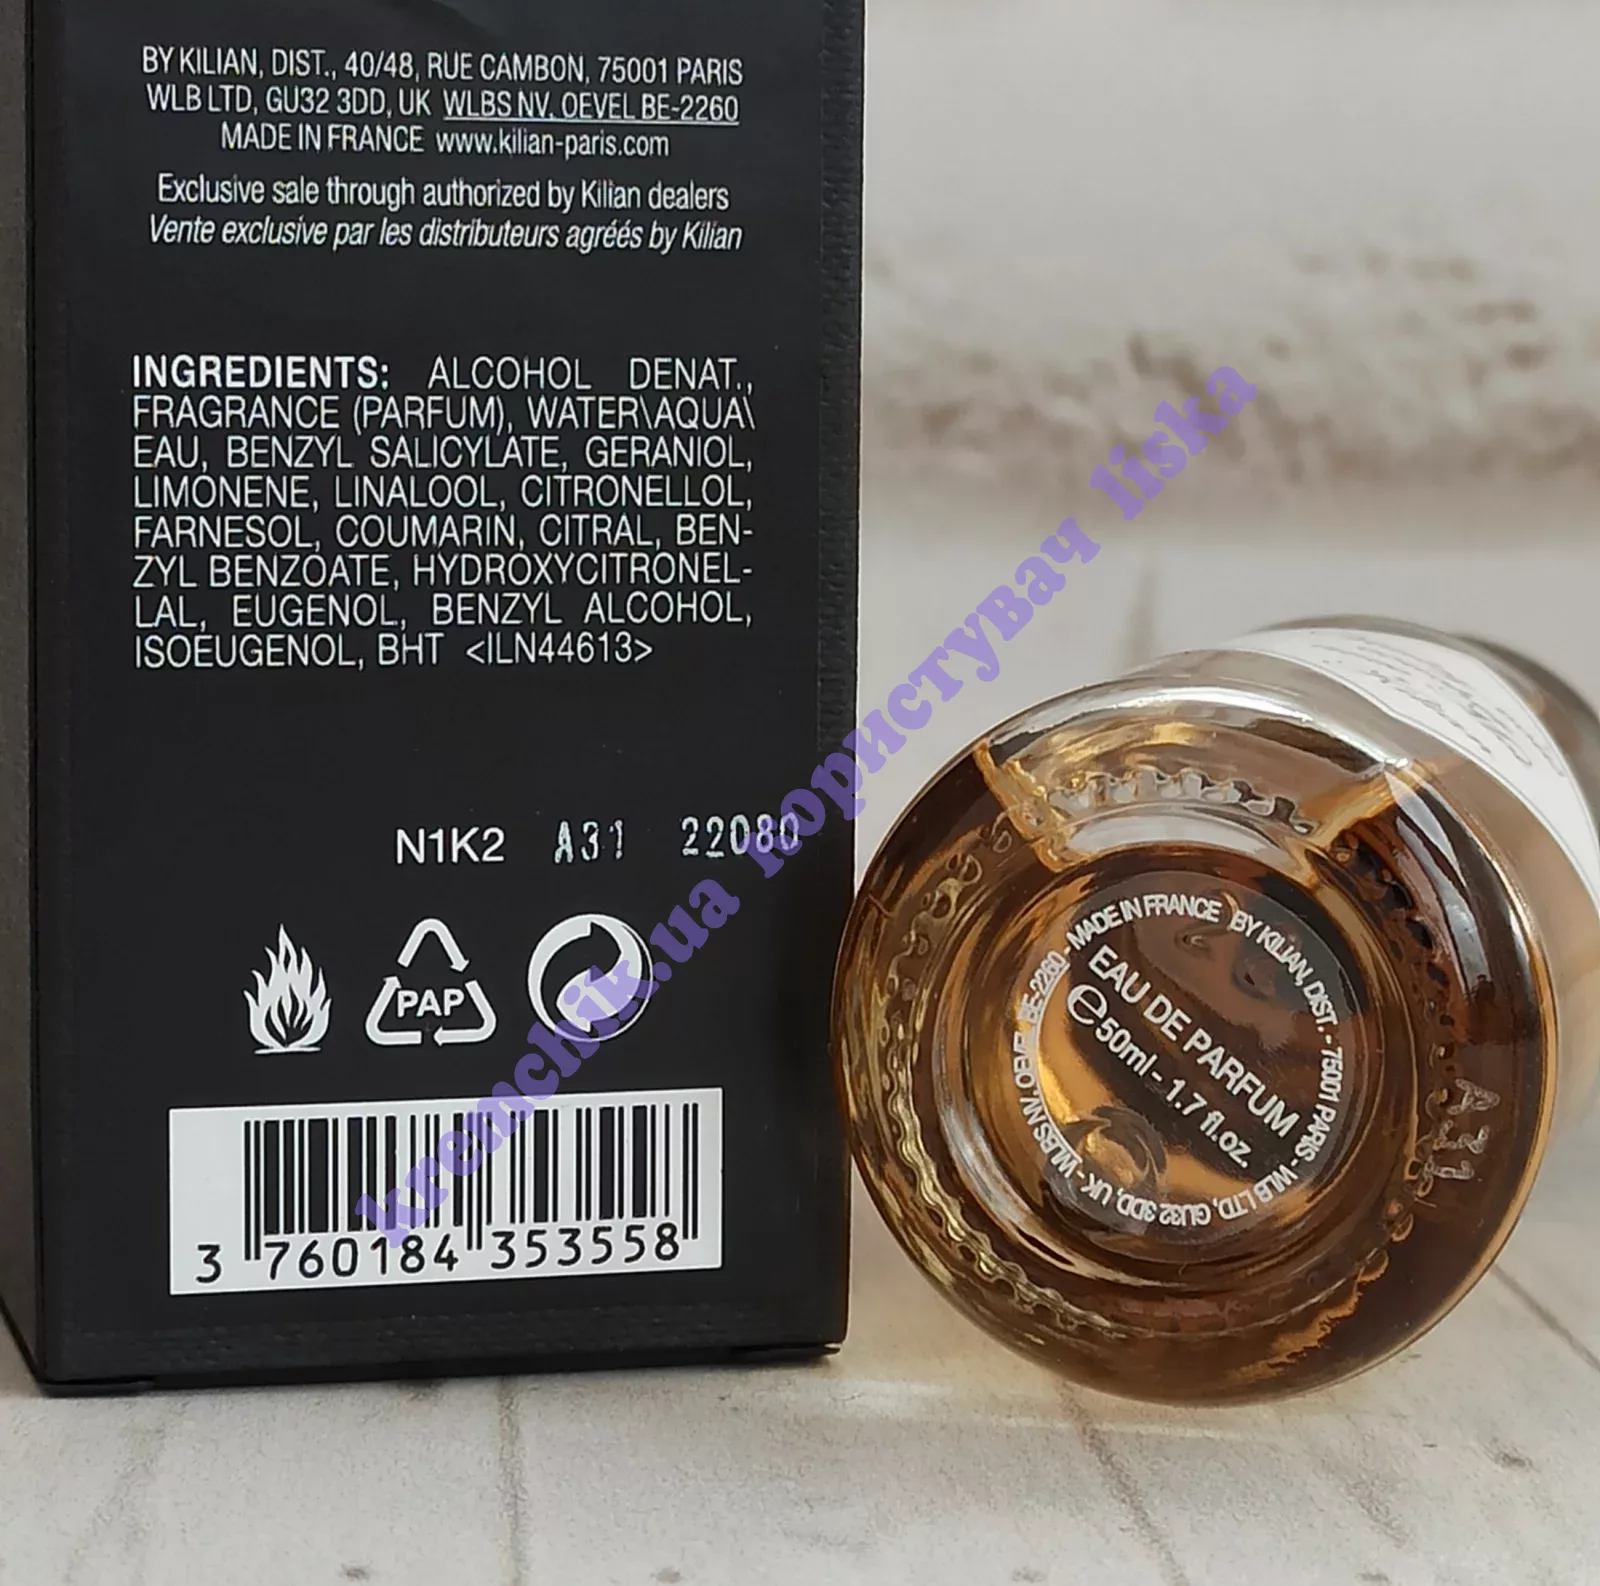 BY KILIAN, DIST., 40/48, RUE CAMBON, 75001 PARIS
WLB LTD, GU32 3DD, UK WLBS NV, OEVEL BE-2260
MADE IN FRANCE www.kilian-paris.com
Exclusive sale through authorized by Kilian dealers
Vente exclusive par les distributeurs agréés by Kilian
INGREDIENTS: ALCOHOL DENAT.,
FRAGRANCE (PARFUM), WATER\AQUA\
EAU, BENZYL SALICYLATE, GERANIOL,
LIMONENE, LINALOOL, CITRONELLOL,
FARNESOL, COUMARIN, CITRAL, BEN-
ZYL BENZOATE, HYDROXYCITRONEL-
LAL, EUGENOL, BENZYL ALCOHOL,
ISOEUGENOL, BHT <ILN44613>
N1K2 A31 22080
PAP
3 760184 353558
MADE IN FRANCE BY KILIAN, DIST. - 75001 PARIS - WLB LTD, GU32 3DD, UK - WLBS NV, OEVEL BE-2260 -
EAU DE PARFUM
e 50ml - 1.7 fl.oz.
A31
kremchik.ua користувач liska